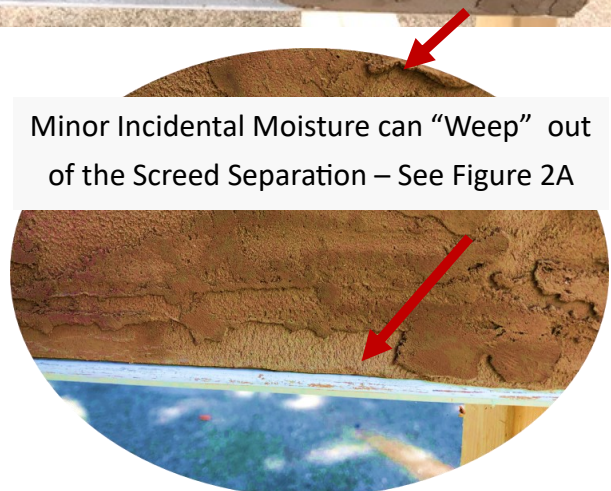 Minor Incidental Moisture can “Weep” out
of the Screed Separation – See Figure 2A